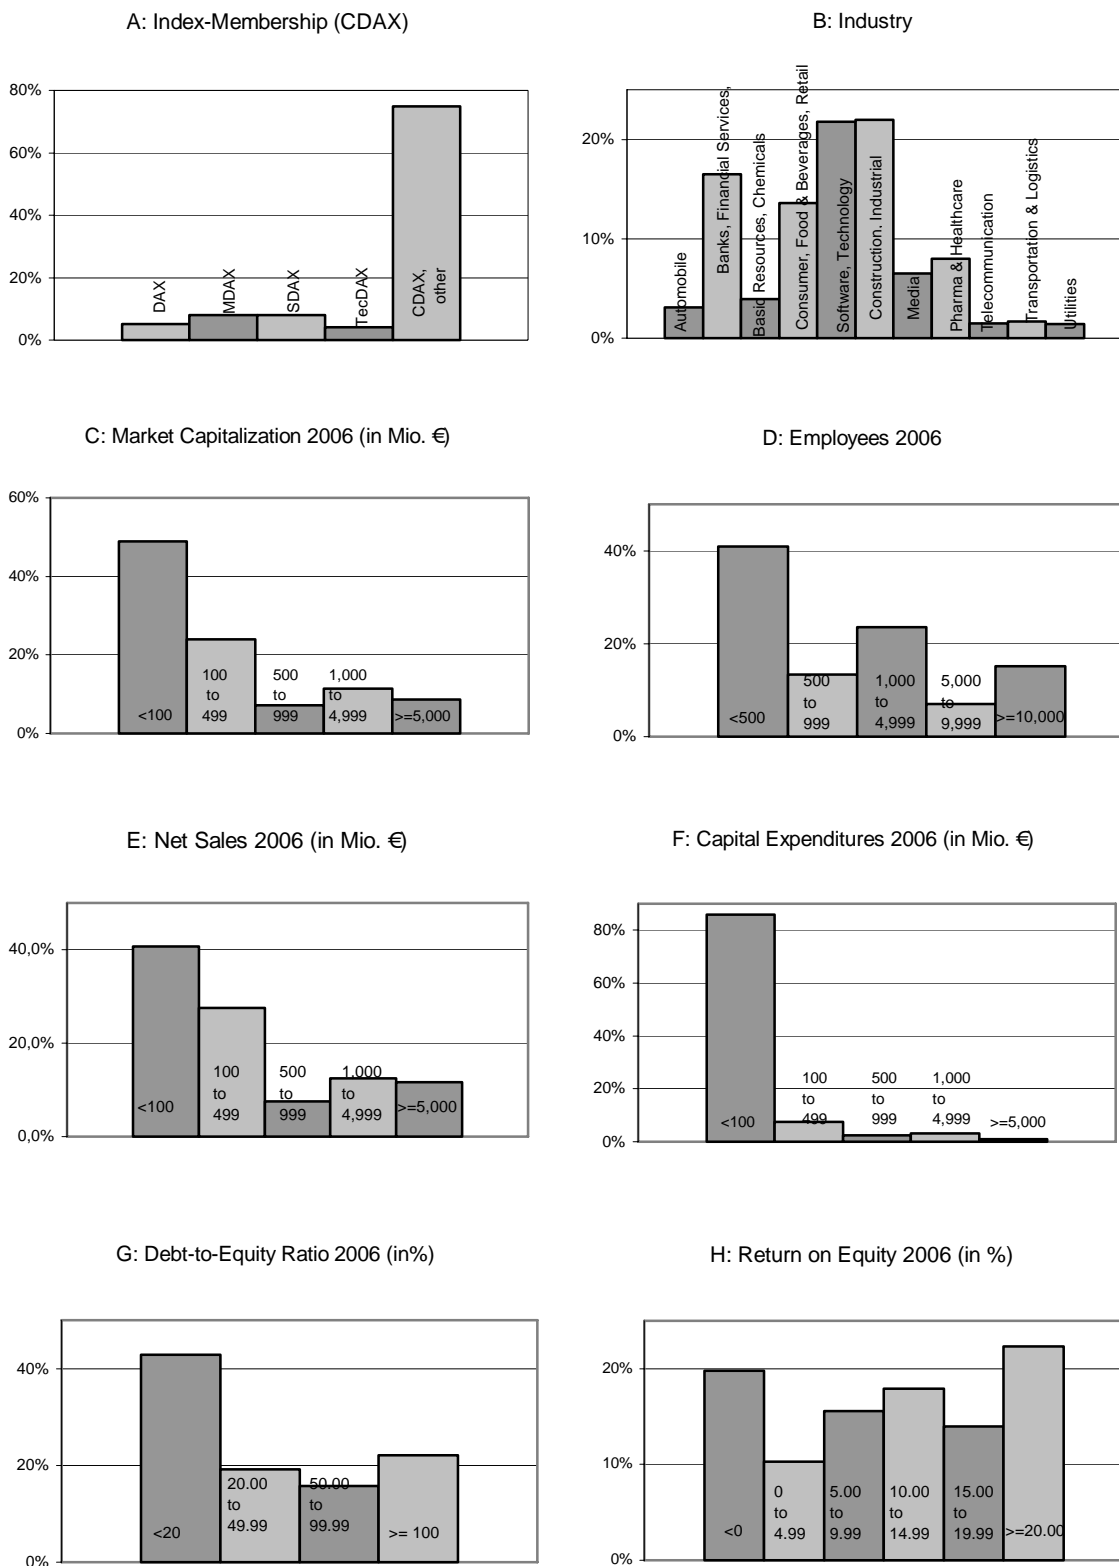 A: Index-Membership (CDAX)
80%
60%
40%
20%
0%
DAX
MDAX
SDAX
TecDAX
CDAX,
other
B: Industry
20%
10%
0%
Automobile
Banks, Financial Services,
Basic Resources, Chemicals
Consumer, Food & Beverages, Retail
Software, Technology
Construction. Industrial
Media
Pharma & Healthcare
Telecommunication
Transportation & Logistics
Utilities
C: Market Capitalization 2006 (in Mio. €)
60%
40%
20%
0%
<100
100
to
499
500
to
999
1,000
to
4,999
>=5,000
D: Employees 2006
40%
20%
0%
<500
500
to
999
1,000
to
4,999
5,000
to
9,999
>=10,000
E: Net Sales 2006 (in Mio. €)
40,0%
20,0%
0,0%
<100
100
to
499
500
to
999
1,000
to
4,999
>=5,000
F: Capital Expenditures 2006 (in Mio. €)
80%
60%
40%
20%
0%
<100
100
to
499
500
to
999
1,000
to
4,999
>=5,000
G: Debt-to-Equity Ratio 2006 (in%)
40%
20%
0%
<20
20.00
to
49.99
50.00
to
99.99
>= 100
H: Return on Equity 2006 (in %)
20%
10%
0%
<0
0
to
4.99
5.00
to
9.99
10.00
to
14.99
15.00
to
19.99
>=20.00